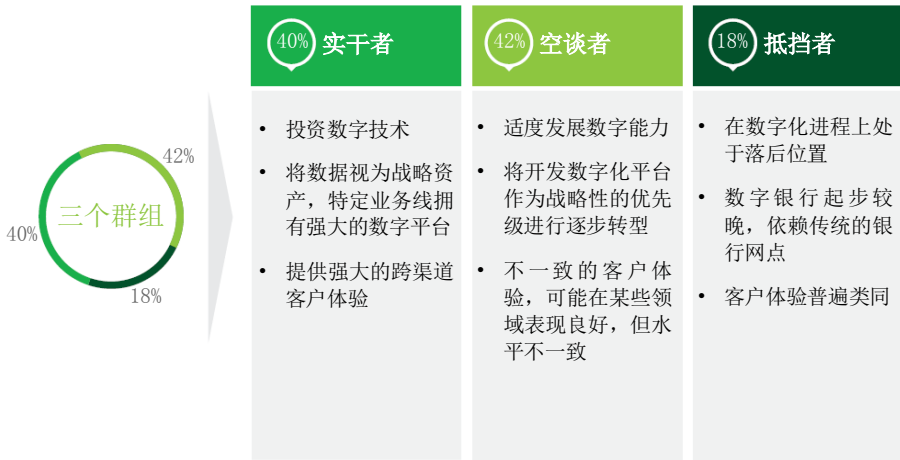 42%
三个群组
40%
18%
40% 实干者
• 投资数字技术
• 将数据视为战略资
产，特定业务线拥
有强大的数字平台
• 提供强大的跨渠道
客户体验
42% 空谈者
• 适度发展数字能力
• 将开发数字化平台
作为战略性的优先
级进行逐步转型
• 不一致的客户体
验，可能在某些领
域表现良好，但水
平不一致
18% 抵挡者
• 在数字化进程上处
于落后位置
• 数字银行起步较
晚，依赖传统的银
行网点
• 客户体验普遍类同